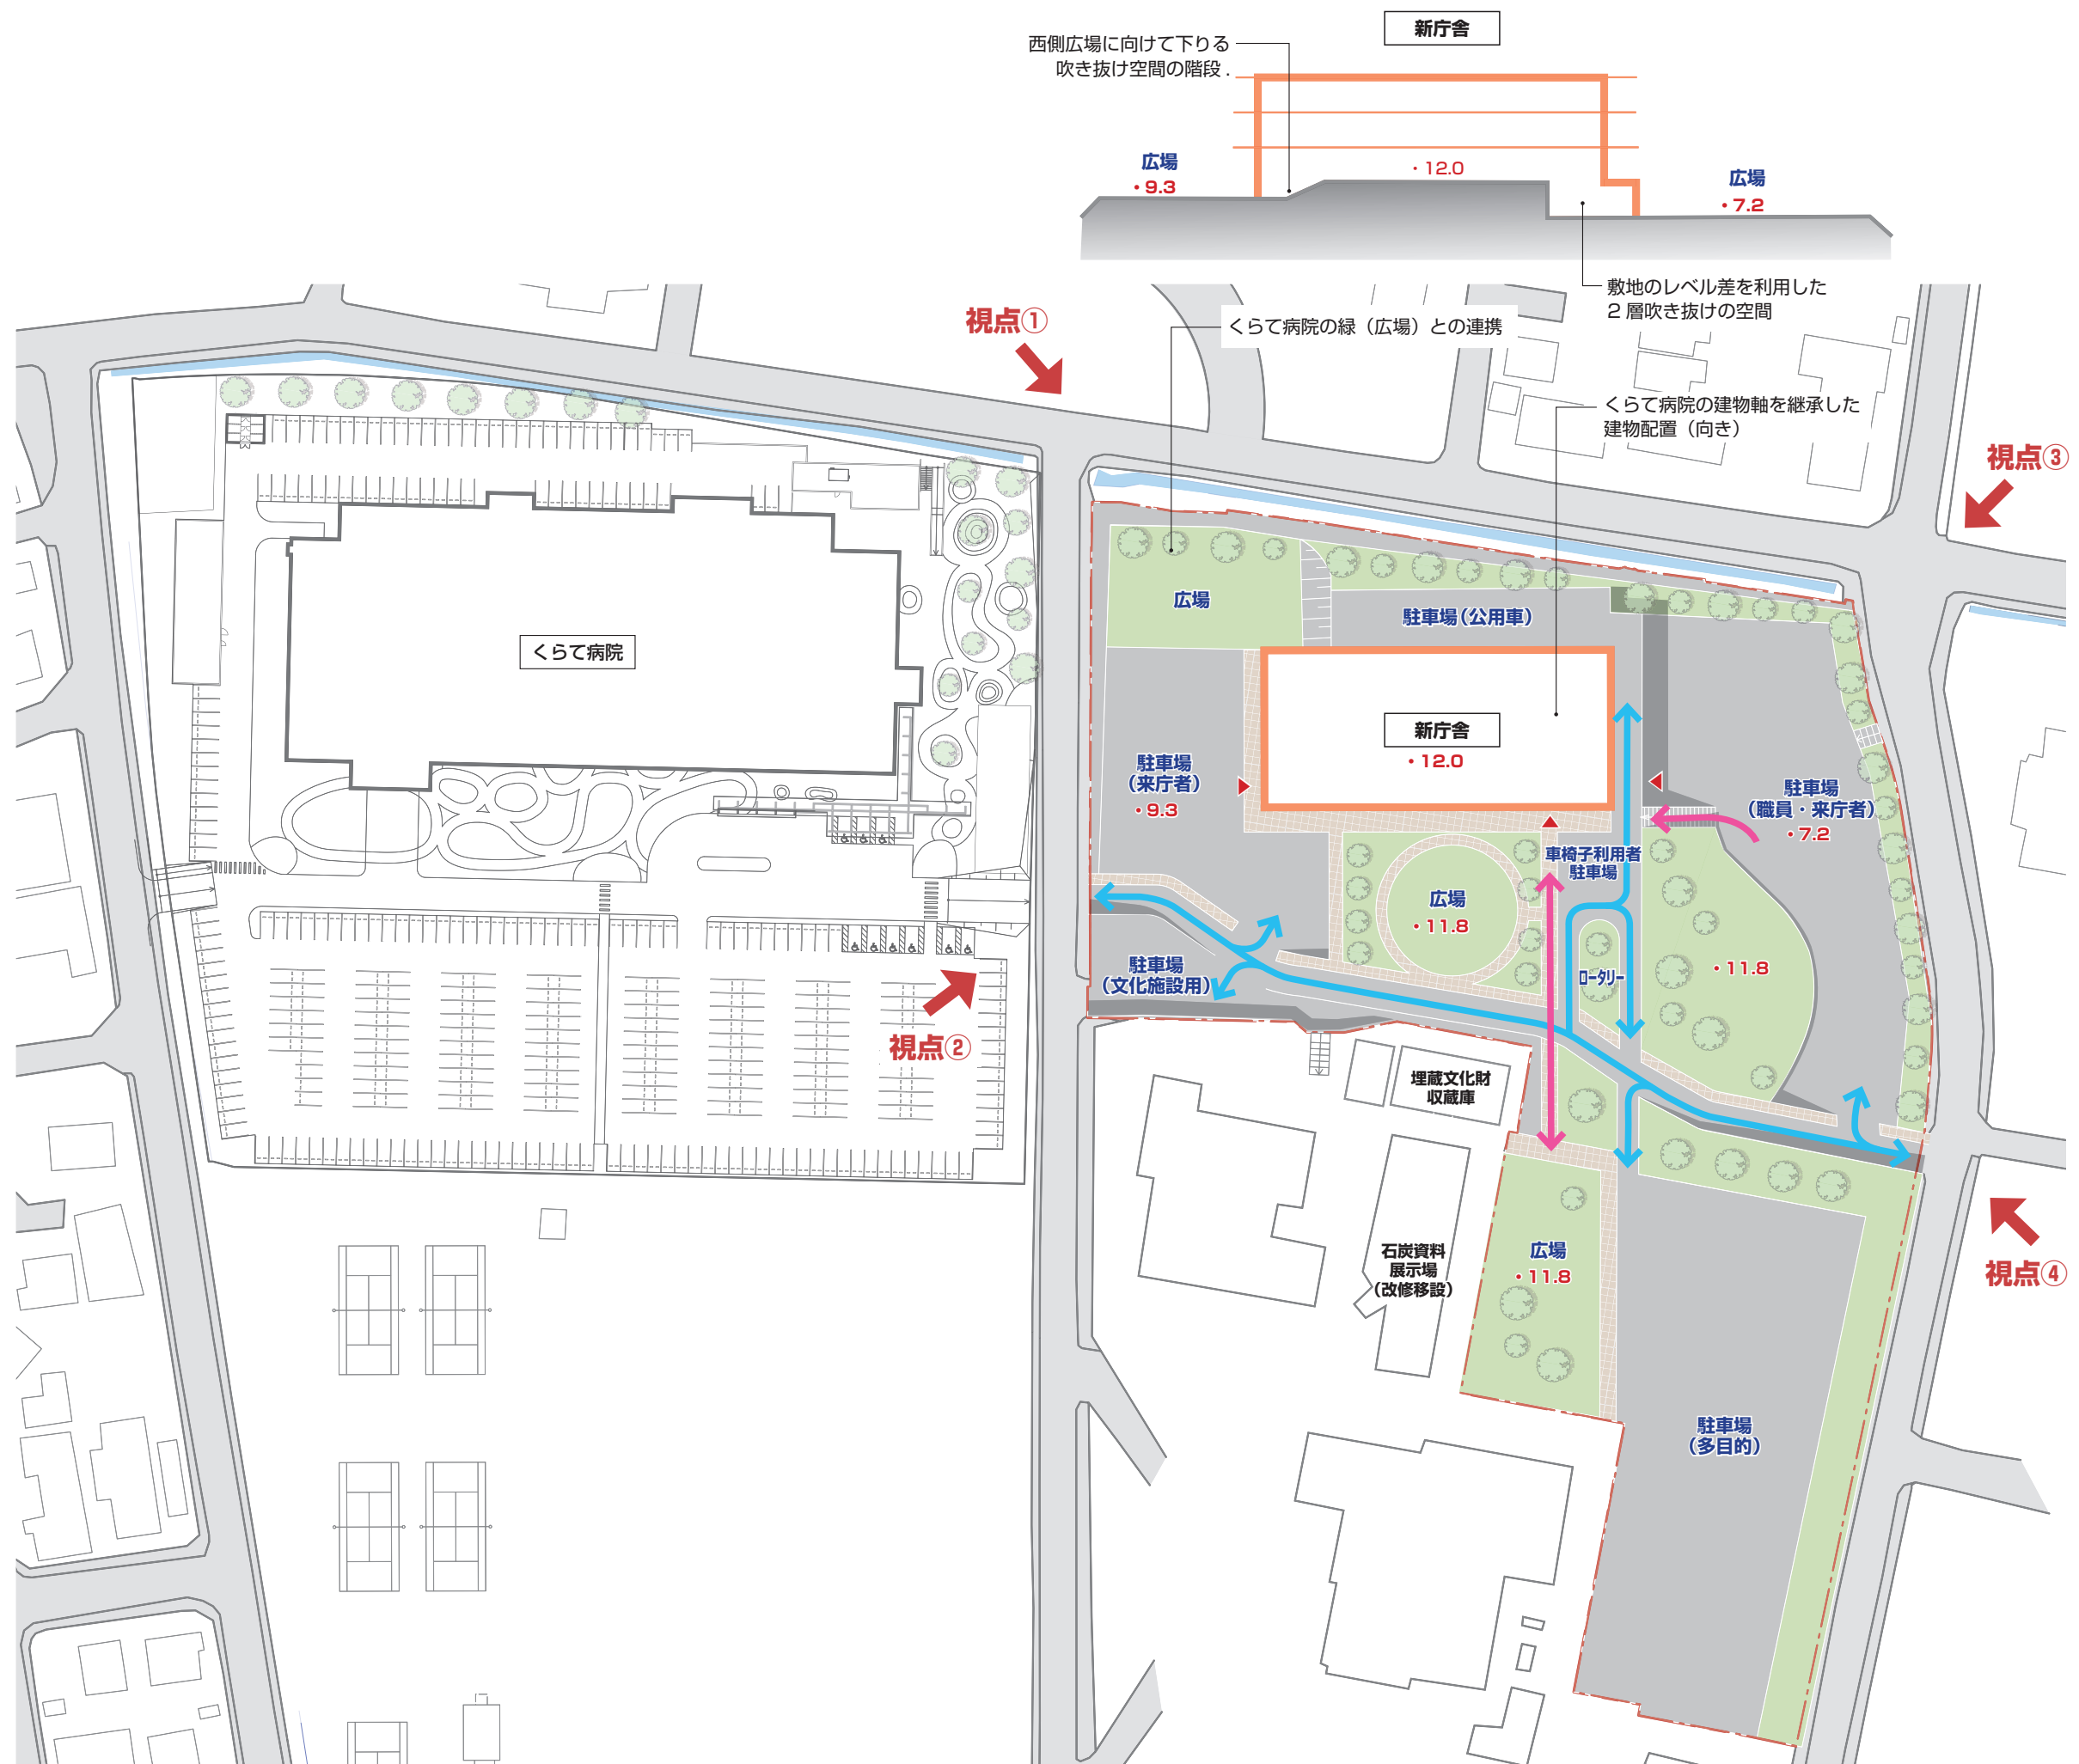 新庁舎
西側広場に向けて下りる
吹き抜け空間の階段.
広場
・9.3
・12.0
広場
・7.2
敷地のレベル差を利用した
2 層吹き抜けの空間
視点①
くらて病院の緑（広場）との連携
くらて病院の建物軸を継承した
建物配置（向き）
視点③
広場
駐車場（公用車）
くらて病院
新庁舎
・12.0
駐車場
（来庁者）
・9.3
駐車場
（職員・来庁者）
・7.2
車椅子利用者
駐車場
広場
・11.8
駐車場
（文化施設用）
ロータリー
・11.8
視点②
埋蔵文化財
収蔵庫
石炭資料
展示場
（改修移設）
広場
・11.8
視点④
駐車場
（多目的）